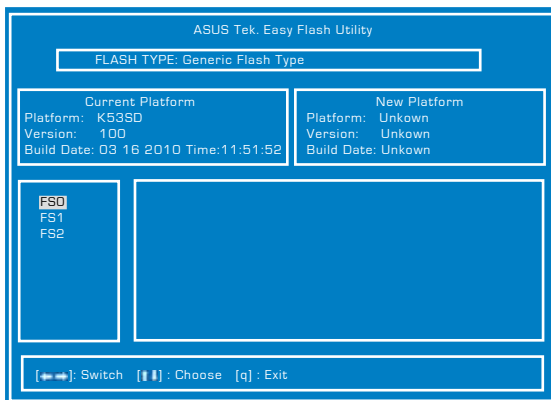 ASUS Tek. Easy Flash Utility
FLASH TYPE: Generic Flash Type
Current Platform
Platform: K53SD
Version: 100
Build Date: 03 16 2010 Time:11:51:52
New Platform
Platform: Unkown
Version: Unkown
Build Date: Unkown
FS0
FS1
FS2
[←→]: Switch [↑↓] : Choose [q] : Exit